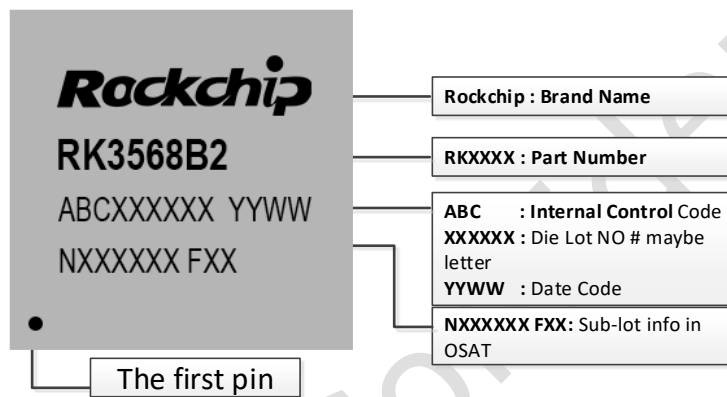 Rockchip
RK3568B2
ABCXXXXXX YYWW
NXXXXXX FXX
The first pin
Rockchip : Brand Name
RKXXXX : Part Number
ABC : Internal Control Code
XXXXXX : Die Lot NO # maybe
letter
YYWW : Date Code
NXXXXXX FXX: Sub-lot info in
OSAT